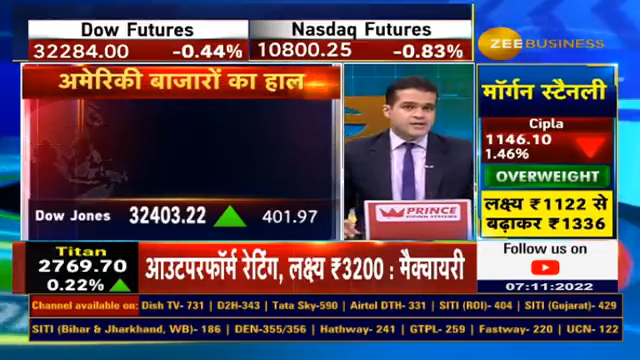 Dow Futures
32284.00 -0.44%
Nasdaq Futures
10800.25 -0.83%
ZEE BUSINESS
अमेरिकी बाजारों का हाल
Dow Jones 32403.22 401.97
PRINCE
मॉर्गन स्टैनली
Cipla
1146.10
1.46%
OVERWEIGHT
लक्ष्य ₹1122 से
बढ़ाकर ₹1336
Titan
2769.70
0.22%
आउटपरफॉर्म रेटिंग, लक्ष्य ₹3200 : मैक्वायरी
Follow us on
07:11:2022
Channel available on: Dish TV- 731 | D2H-343 | Tata Sky-590 | Airtel DTH- 331 | SITI (ROI)- 404 | SITI (Gujarat)- 429
SITI (Bihar & Jharkhand, WB)- 186 | DEN-355/356 | Hathway- 241 | GTPL- 259 | Fastway- 220 | UCN- 122